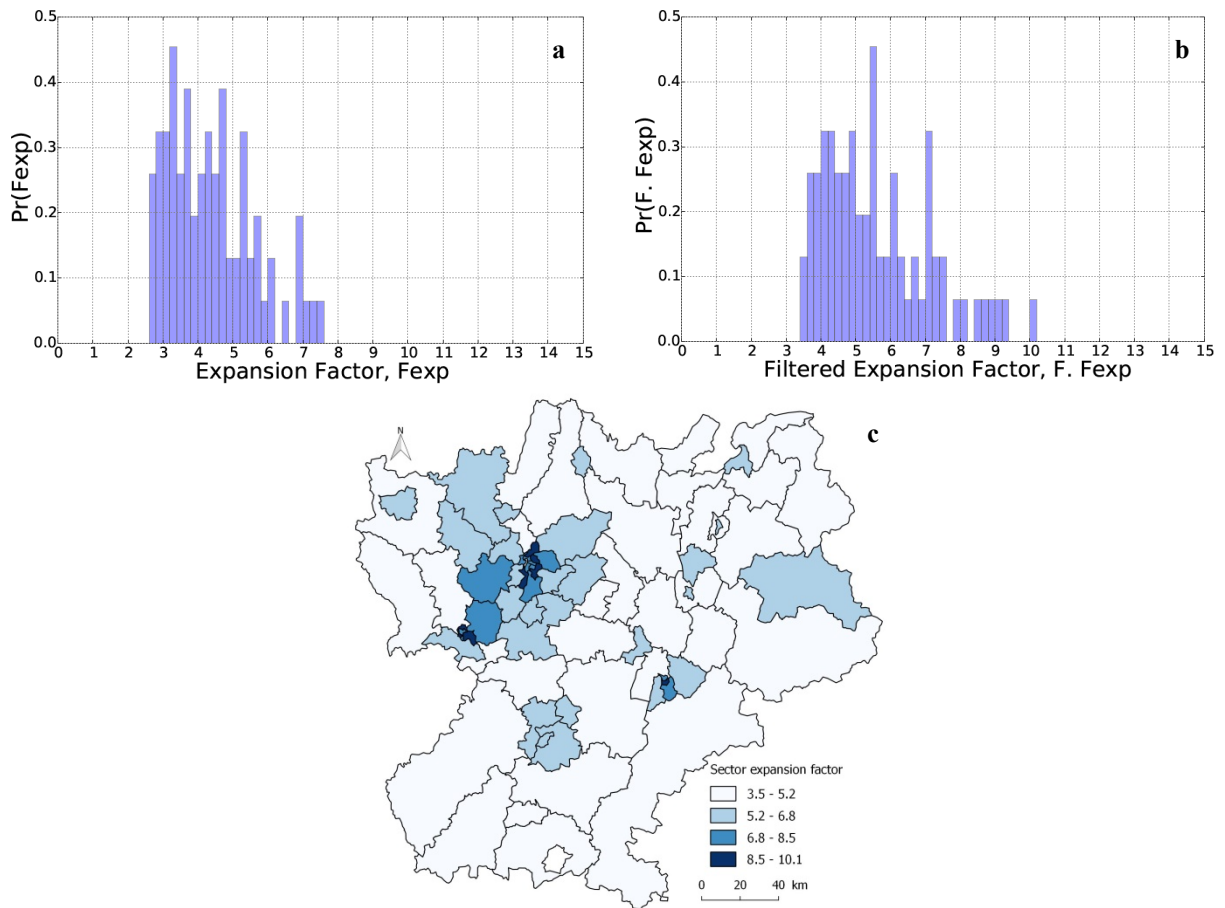 a
0.5
0.4
0.3
0.2
0.1
0.0
Pr(Fexp)
0 1 2 3 4 5 6 7 8 9 10 11 12 13 14 15
Expansion Factor, Fexp
b
0.5
0.4
0.3
0.2
0.1
0.0
Pr(F. Fexp)
0 1 2 3 4 5 6 7 8 9 10 11 12 13 14 15
Filtered Expansion Factor, F. Fexp
c
N
Sector expansion factor
3.5 - 5.2
5.2 - 6.8
6.8 - 8.5
8.5 - 10.1
0 20 40 km